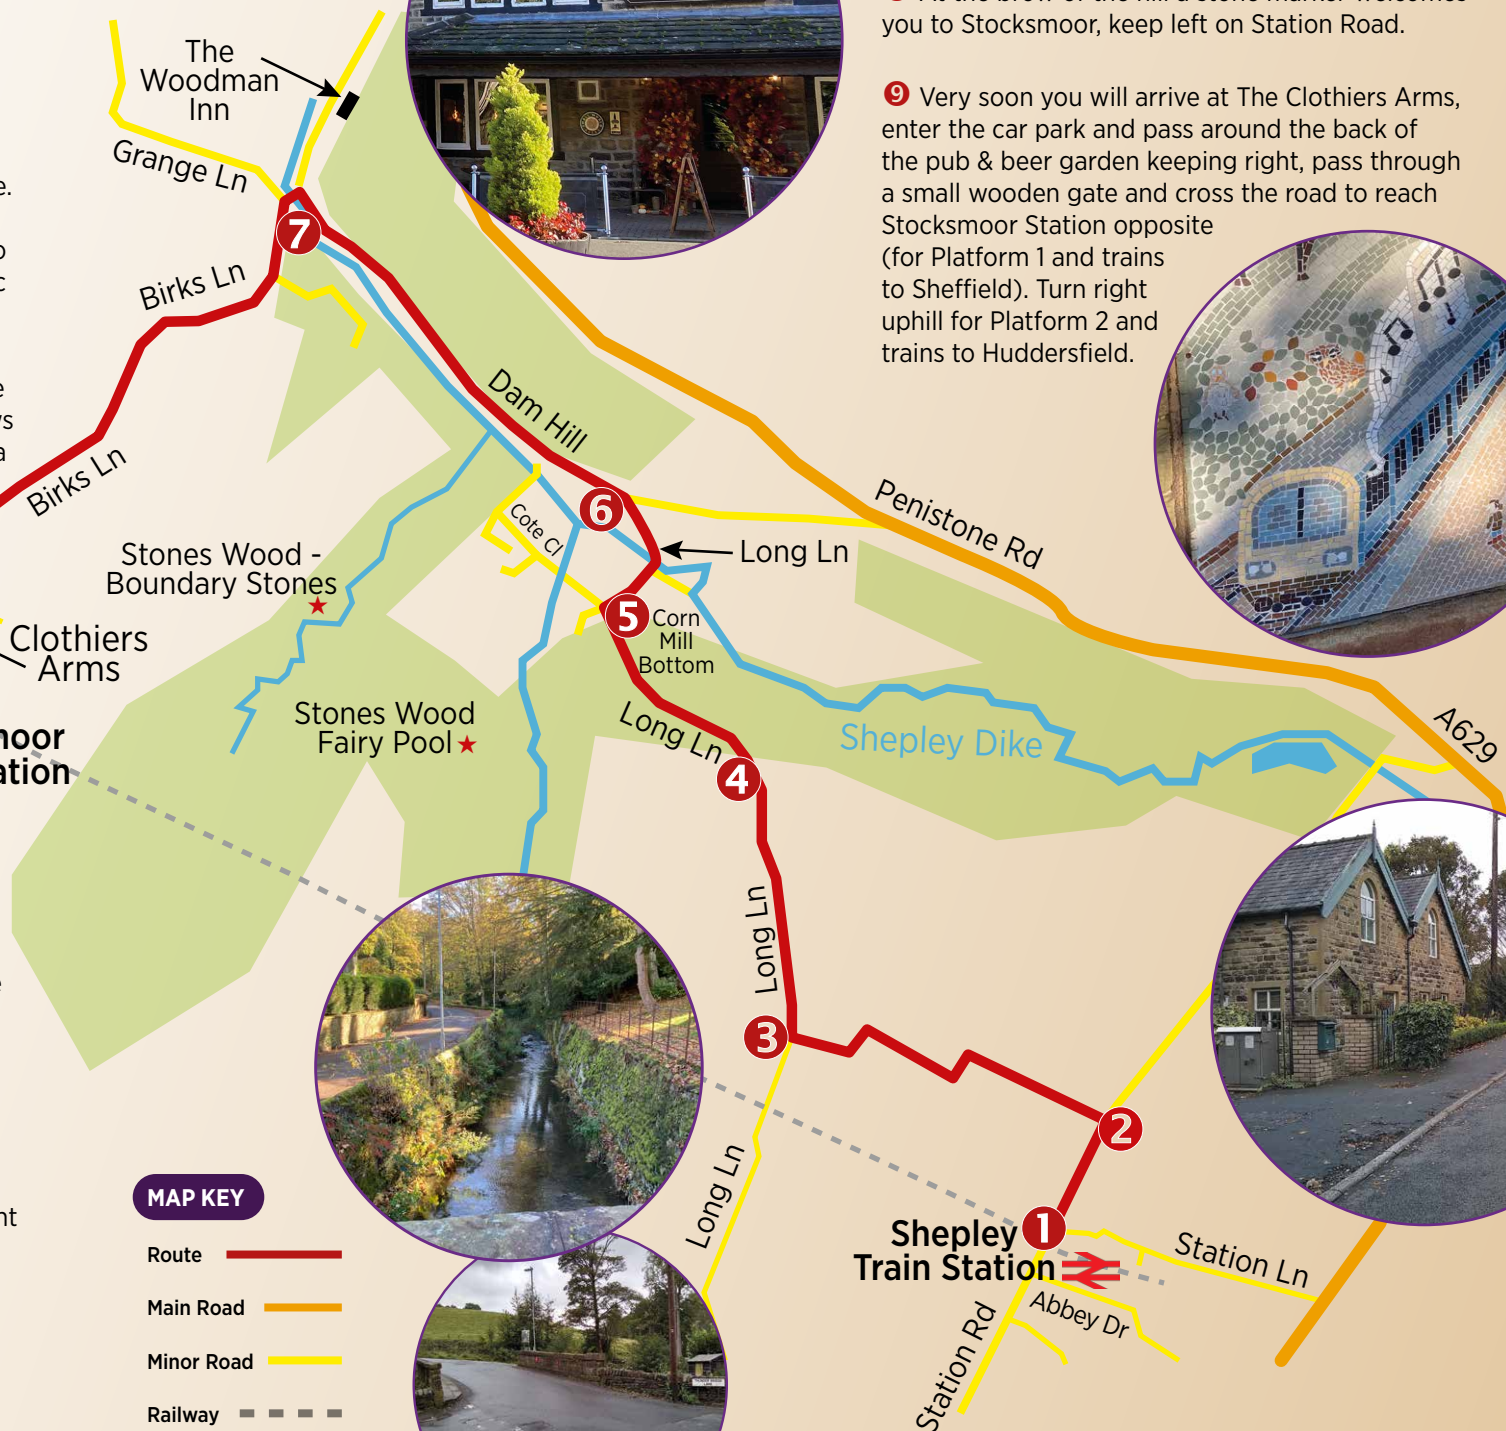 you to Stocksmoor, keep left on Station Road.
9 Very soon you will arrive at The Clothiers Arms,
enter the car park and pass around the back of
the pub & beer garden keeping right, pass through
a small wooden gate and cross the road to reach
Stocksmoor Station opposite
(for Platform 1 and trains
to Sheffield). Turn right
uphill for Platform 2 and
trains to Huddersfield.
The
Woodman
Inn
Grange Ln
7
Birks Ln
Birks Ln
Dam Hill
Penistone Rd
6
Cote Cl
Long Ln
Stones Wood -
Boundary Stones
5
Corn
Mill
Bottom
Clothiers
Arms
Stones Wood
Fairy Pool
Long Ln
4
Shepley Dike
A629
Long Ln
3
2
Long Ln
1
Shepley
Train Station
Station Ln
Abbey Dr
Station Rd
MAP KEY
Route
Main Road
Minor Road
Railway